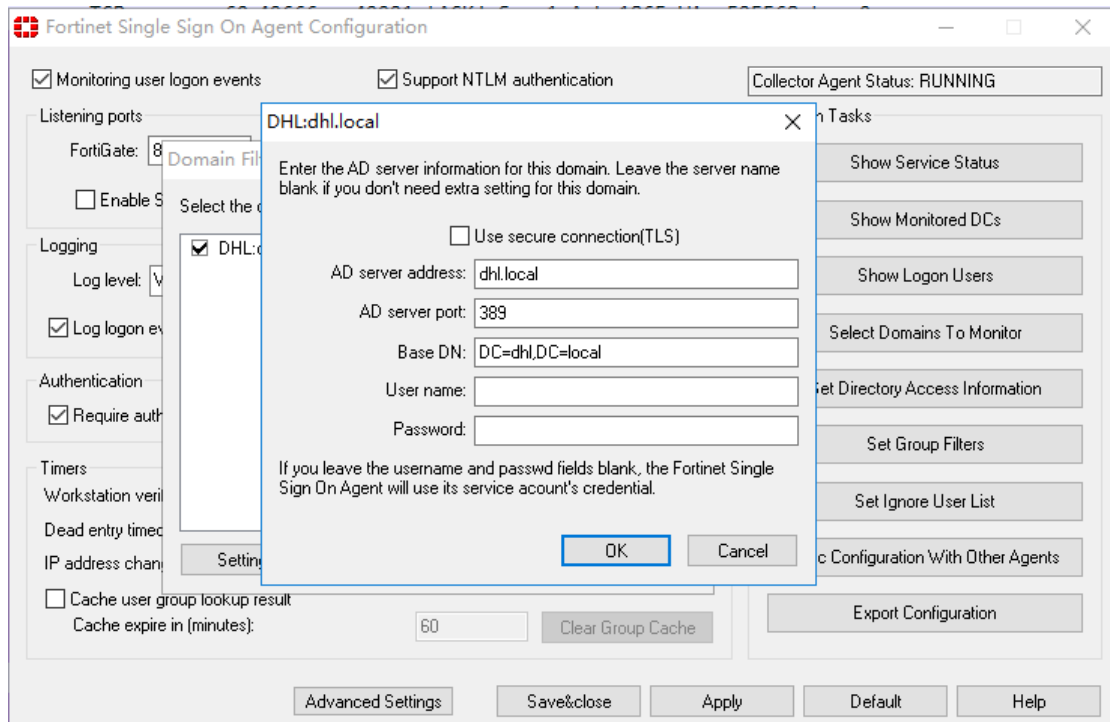 Fortinet Single Sign On Agent Configuration
Monitoring user logon events
Support NTLM authentication
Collector Agent Status: RUNNING
Listening ports
FortiGate: 8
Enable S
Logging
Log level: V
Log logon ev
Authentication
Require auth
Timers
Workstation veri
Dead entry timeo
IP address chan
Cache user group lookup result
Cache expire in (minutes): 60
Clear Group Cache
Domain Fil
Select the d
DHL:d
Settin
DHL:dhl.local
Enter the AD server information for this domain. Leave the server name
blank if you don't need extra setting for this domain.
Use secure connection(TLS)
AD server address: dhl.local
AD server port: 389
Base DN: DC=dhl,DC=local
User name:
Password:
If you leave the username and passwd fields blank, the Fortinet Single
Sign On Agent will use its service acount's credential.
OK
Cancel
n Tasks
Show Service Status
Show Monitored DCs
Show Logon Users
Select Domains To Monitor
et Directory Access Information
Set Group Filters
Set Ignore User List
c Configuration With Other Agents
Export Configuration
Advanced Settings
Save&close
Apply
Default
Help